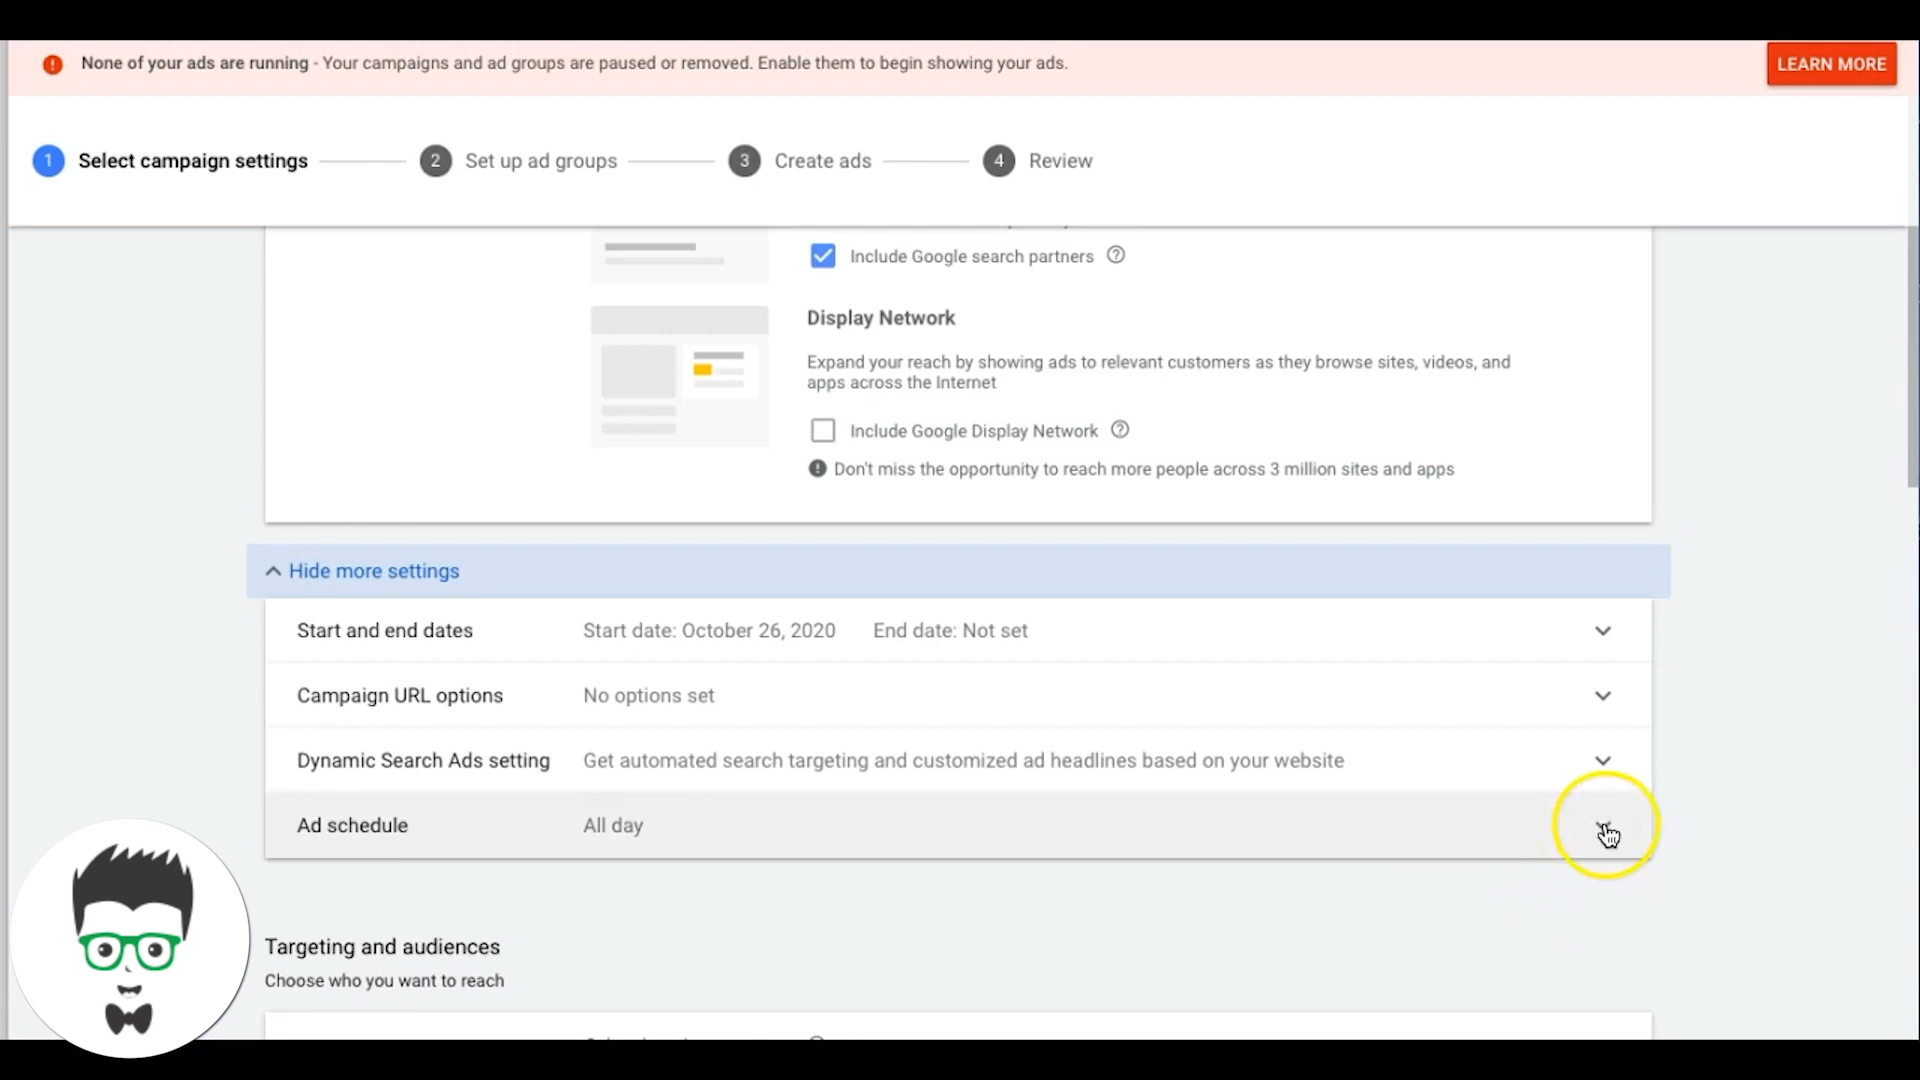 None of your ads are running - Your campaigns and ad groups are paused or removed. Enable them to begin showing your ads.
LEARN MORE
1 Select campaign settings
2 Set up ad groups
3 Create ads
4 Review
Include Google search partners
Display Network
Expand your reach by showing ads to relevant customers as they browse sites, videos, and
apps across the Internet
Include Google Display Network
Don't miss the opportunity to reach more people across 3 million sites and apps
Hide more settings
Start and end dates
Start date: October 26, 2020
End date: Not set
Campaign URL options
No options set
Dynamic Search Ads setting
Get automated search targeting and customized ad headlines based on your website
Ad schedule
All day
Targeting and audiences
Choose who you want to reach